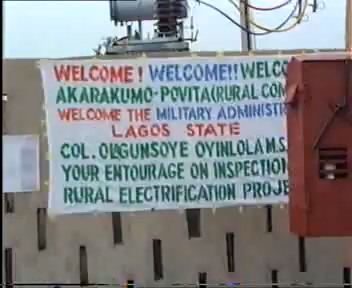 WELCOME! WELCOME!! WELC
AKARAKUMO-POVITA(RURAL COM
WELCOME THE MILITARY ADMINISTR
LAGOS STATE
COL. OLAGUNSOYE OYINLOLA M.S.
YOUR ENTOURAGE ON INSPECTION
RURAL ELECTRIFICATION PROJE